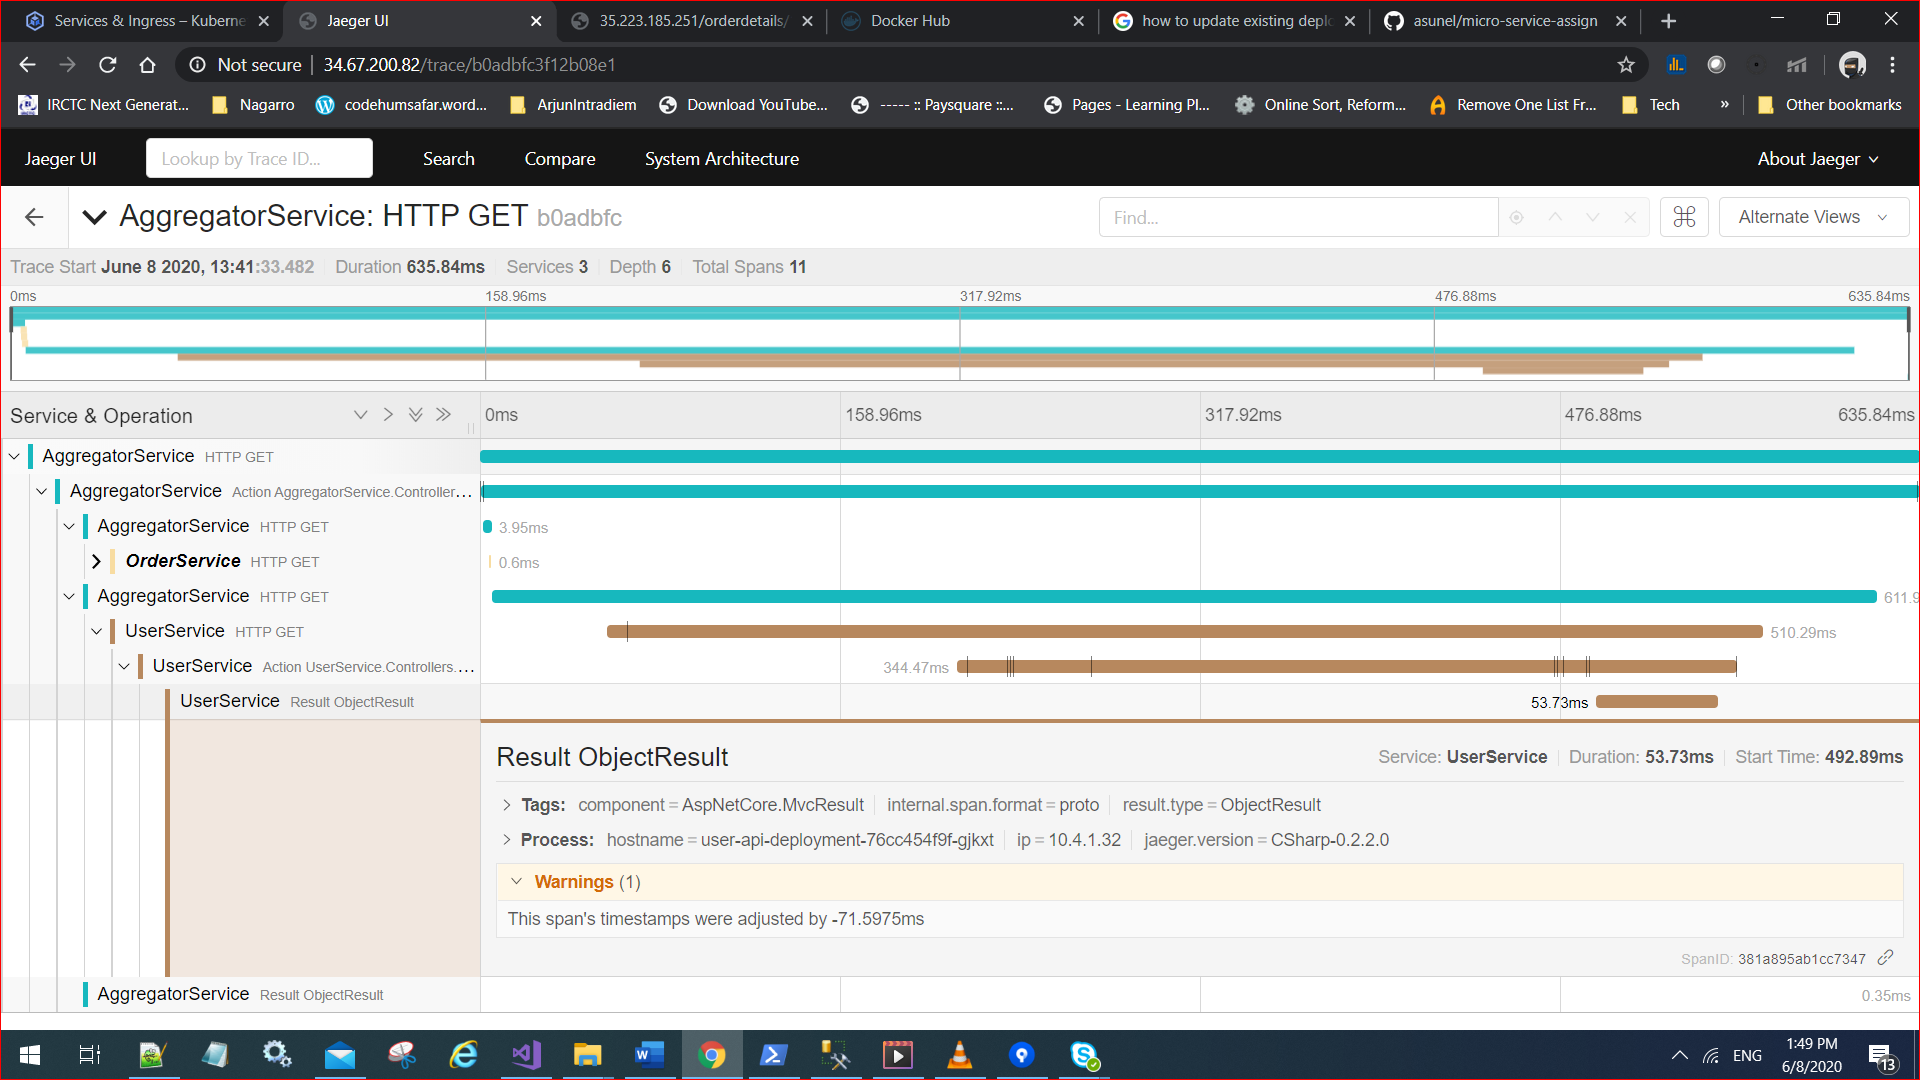 Services & Ingress – Kuberne
Jaeger UI
35.223.185.251/orderdetails/
Docker Hub
how to update existing deplo
asunel/micro-service-assign
Not secure
34.67.200.82/trace/b0adbfc3f12b08e1
IRCTC Next Generat...
Nagarro
codehumsafar.word...
ArjunIntradiem
Download YouTube...
----- :: Paysquare ::...
Pages - Learning Pl...
Online Sort, Reform...
Remove One List Fr...
Tech
»
Other bookmarks
Jaeger UI
Lookup by Trace ID...
Search
Compare
System Architecture
About Jaeger
AggregatorService: HTTP GET b0adbfc
Find...
Alternate Views
Trace Start June 8 2020, 13:41:33.482
Duration 635.84ms
Services 3
Depth 6
Total Spans 11
0ms
158.96ms
317.92ms
476.88ms
635.84ms
Service & Operation
0ms
158.96ms
317.92ms
476.88ms
635.84ms
AggregatorService HTTP GET
AggregatorService Action AggregatorService.Controller...
AggregatorService HTTP GET
3.95ms
OrderService HTTP GET
0.6ms
AggregatorService HTTP GET
611.9
UserService HTTP GET
510.29ms
UserService Action UserService.Controllers....
344.47ms
UserService Result ObjectResult
53.73ms
Result ObjectResult
Service: UserService
Duration: 53.73ms
Start Time: 492.89ms
Tags: component = AspNetCore.MvcResult internal.span.format = proto result.type = ObjectResult
Process: hostname = user-api-deployment-76cc454f9f-gjkxt ip = 10.4.1.32 jaeger.version = CSharp-0.2.2.0
Warnings (1)
This span's timestamps were adjusted by -71.5975ms
SpanID: 381a895ab1cc7347
AggregatorService Result ObjectResult
0.35ms
ENG
1:49 PM
6/8/2020
13